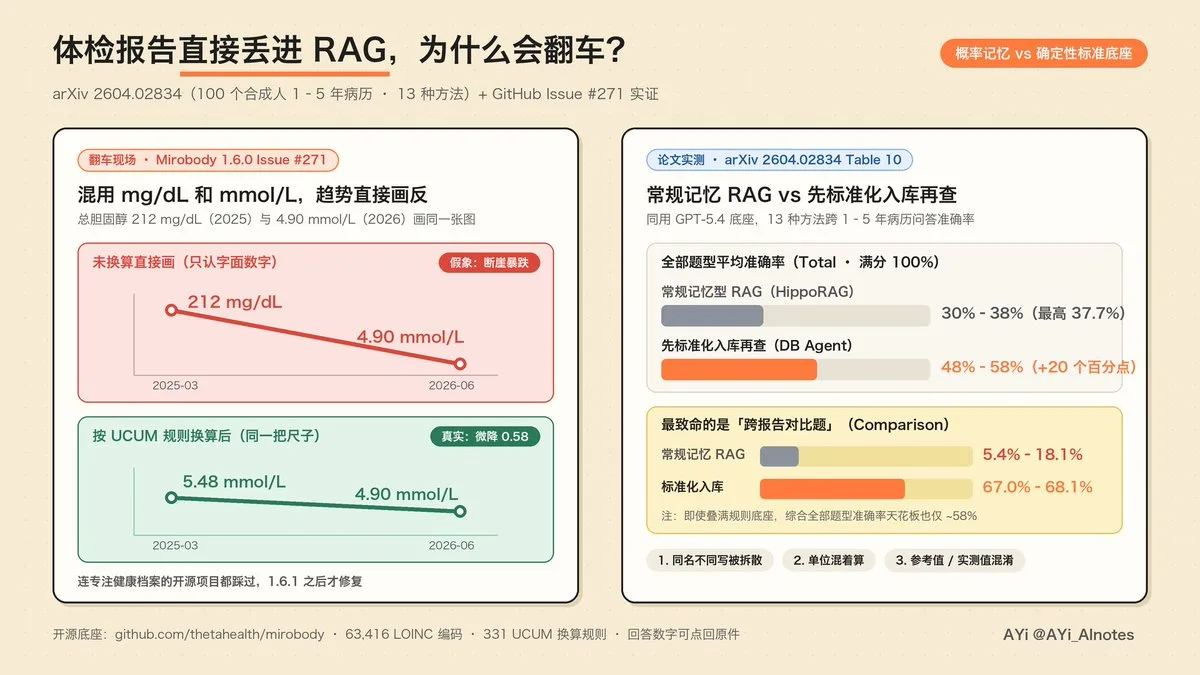 体检报告直接丢进 RAG，为什么会翻车？
概率记忆 vs 确定性标准底座
arXiv 2604.02834（100 个合成人 1 - 5 年病历 · 13 种方法）+ GitHub Issue #271 实证
翻车现场 · Mirobody 1.6.0 Issue #271
混用 mg/dL 和 mmol/L，趋势直接画反
总胆固醇 212 mg/dL（2025）与 4.90 mmol/L（2026）画同一张图
未换算直接画（只认字面数字）
假象：断崖暴跌
212 mg/dL
4.90 mmol/L
2025-03
2026-06
按 UCUM 规则换算后（同一把尺子）
真实：微降 0.58
5.48 mmol/L
4.90 mmol/L
2025-03
2026-06
连专注健康档案的开源项目都踩过，1.6.1 之后才修复
论文实测 · arXiv 2604.02834 Table 10
常规记忆 RAG vs 先标准化入库再查
同用 GPT-5.4 底座，13 种方法跨 1 - 5 年病历问答准确率
全部题型平均准确率（Total · 满分 100%）
常规记忆型 RAG（HippoRAG）
30% - 38%（最高 37.7%）
先标准化入库再查（DB Agent）
48% - 58%（+20 个百分点）
最致命的是「跨报告对比题」（Comparison）
常规记忆 RAG
5.4% - 18.1%
标准化入库
67.0% - 68.1%
注：即使叠满规则底座，综合全部题型准确率天花板也仅 ~58%
1. 同名不同写被拆散
2. 单位混着算
3. 参考值 / 实测值混淆
开源底座：github.com/thetahealth/mirobody · 63,416 LOINC 编码 · 331 UCUM 换算规则 · 回答数字可点回原件
AYi @AYi_AInotes